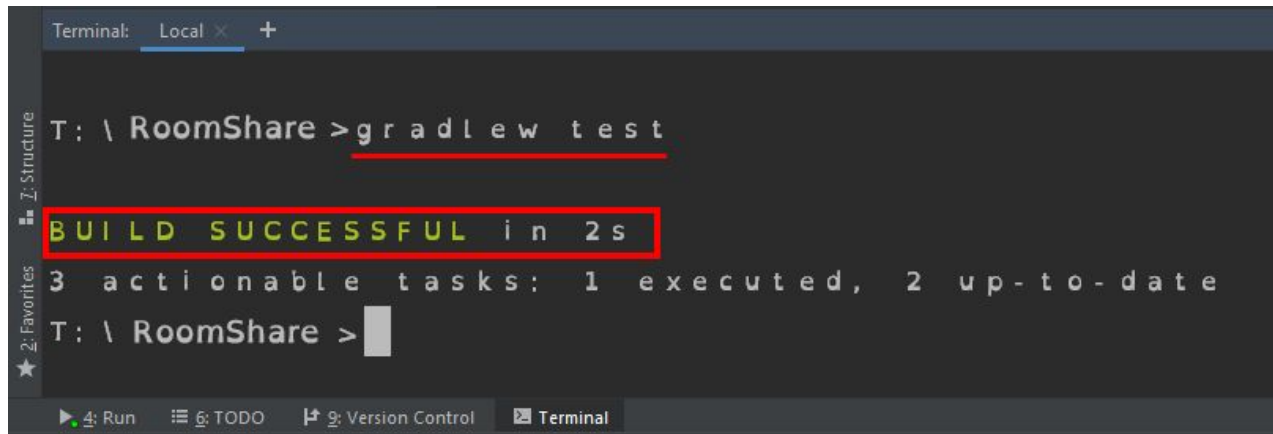 Terminal: Local × +
T:\RoomShare >gradlew test
BUILD SUCCESSFUL in 2s
3 actionable tasks: 1 executed, 2 up-to-date
T:\RoomShare >
7: Structure
2: Favorites
4: Run 6: TODO 9: Version Control Terminal